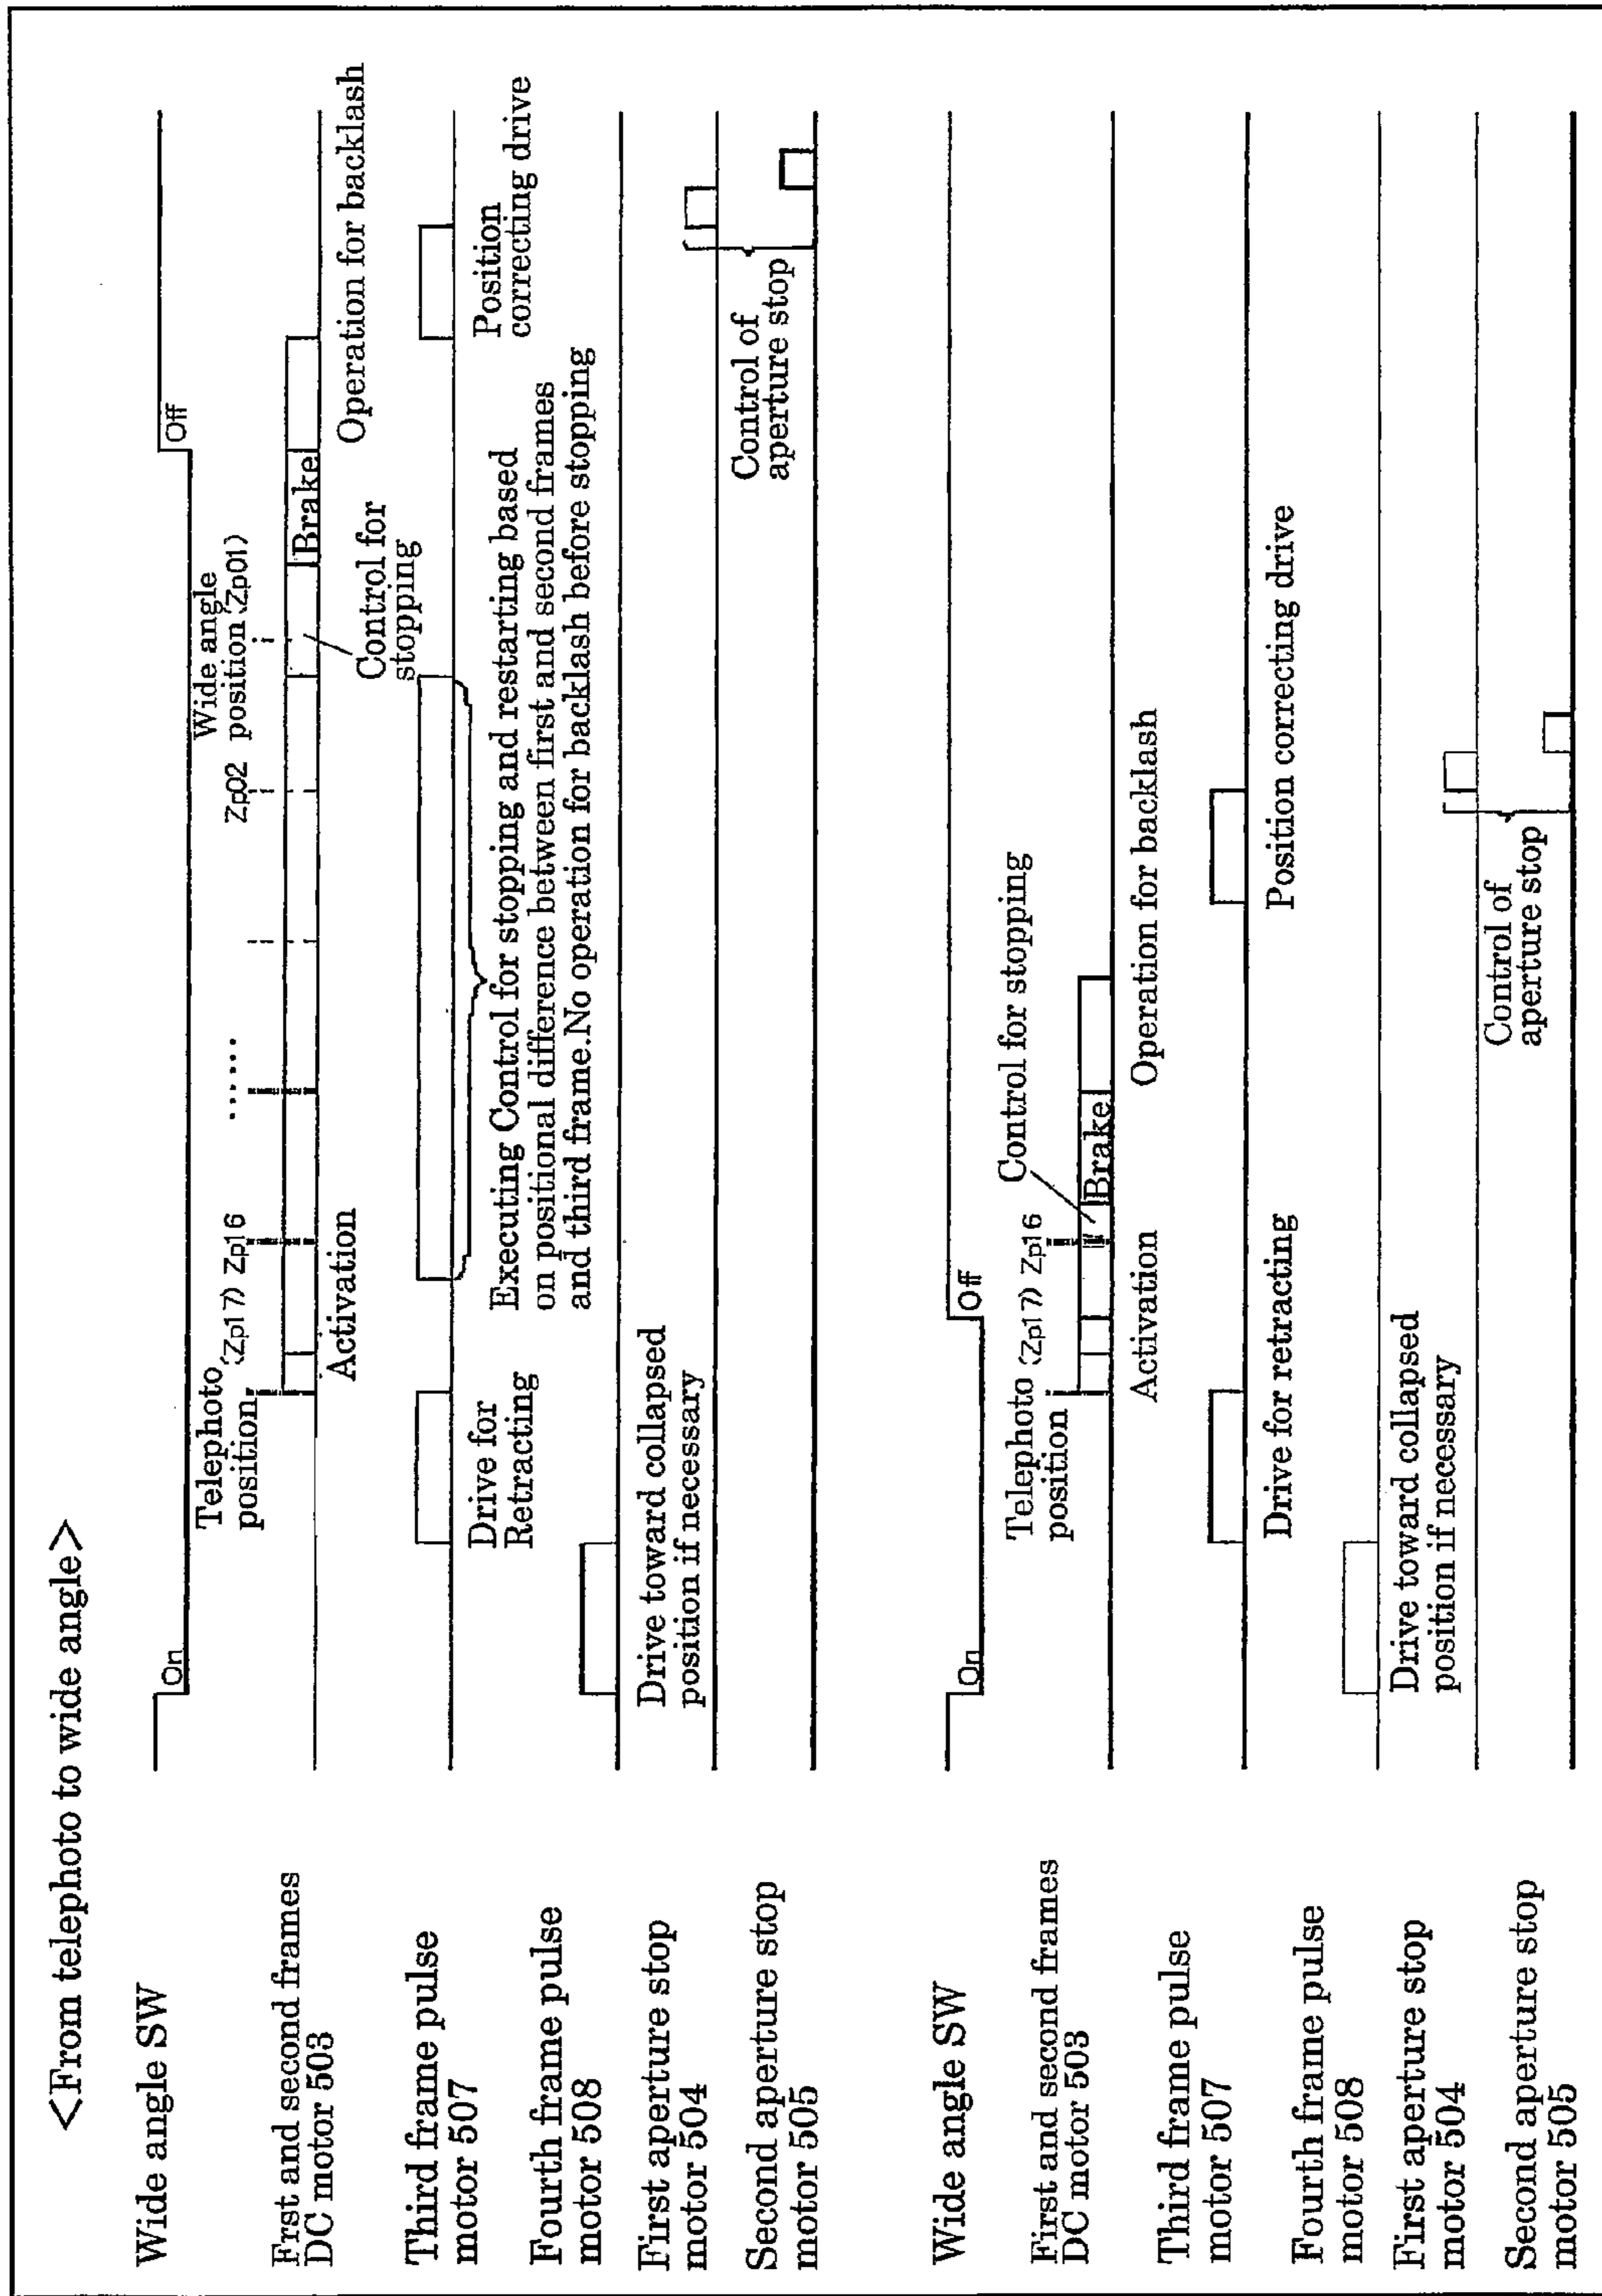 <From telephoto to wide angle>
Wide angle SW
On
Off
Telephoto
position
(Zp17)
Zp16
......
Zp02
Wide angle
position (Zp01)
Frst and second frames
DC motor 503
Activation
Brake
Control for
stopping
Operation for backlash
Third frame pulse
motor 507
Drive for
Retracting
Executing Control for stopping and restarting based
on positional difference between first and second frames
and third frame.No operation for backlash before stopping
Position
correcting drive
Fourth frame pulse
motor 508
Drive toward collapsed
position if necessary
First aperture stop
motor 504
Second aperture stop
motor 505
Control of
aperture stop
Wide angle SW
On
Off
Telephoto
position
(Zp17)
Zp16
Control for stopping
First and second frames
DC motor 503
Activation
Brake
Operation for backlash
Third frame pulse
motor 507
Drive for retracting
Position correcting drive
Fourth frame pulse
motor 508
Drive toward collapsed
position if necessary
First aperture stop
motor 504
Second aperture stop
motor 505
Control of
aperture stop